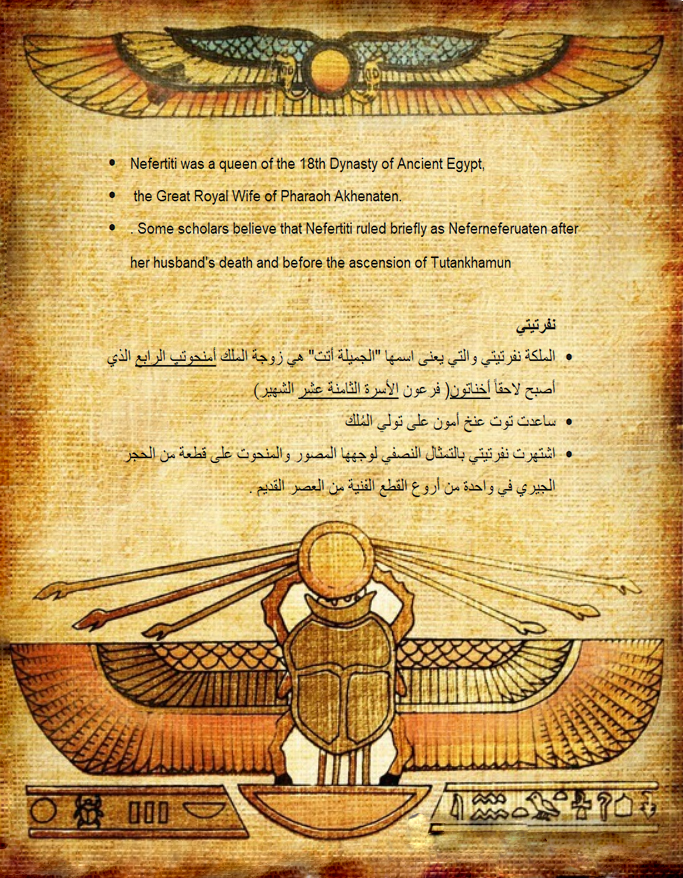 • Nefertiti was a queen of the 18th Dynasty of Ancient Egypt,
• the Great Royal Wife of Pharaoh Akhenaten.
• . Some scholars believe that Nefertiti ruled briefly as Neferneferuaten after
her husband's death and before the ascension of Tutankhamun
نفرتيتي
• الملكة نفرتيتي والتي يعنى اسمها "الجميلة أتت" هي زوجة الملك أمنحوتب الرابع الذي
أصبح لاحقاً أخناتون( فرعون الأسرة الثامنة عشر الشهير)
• ساعدت توت عنخ أمون على تولي المُلك
• اشتهرت نفرتيتي بالتمثال النصفي لوجهها المصور والمنحوت على قطعة من الحجر
الجيري في واحدة من أروع القطع الفنية من العصر القديم .